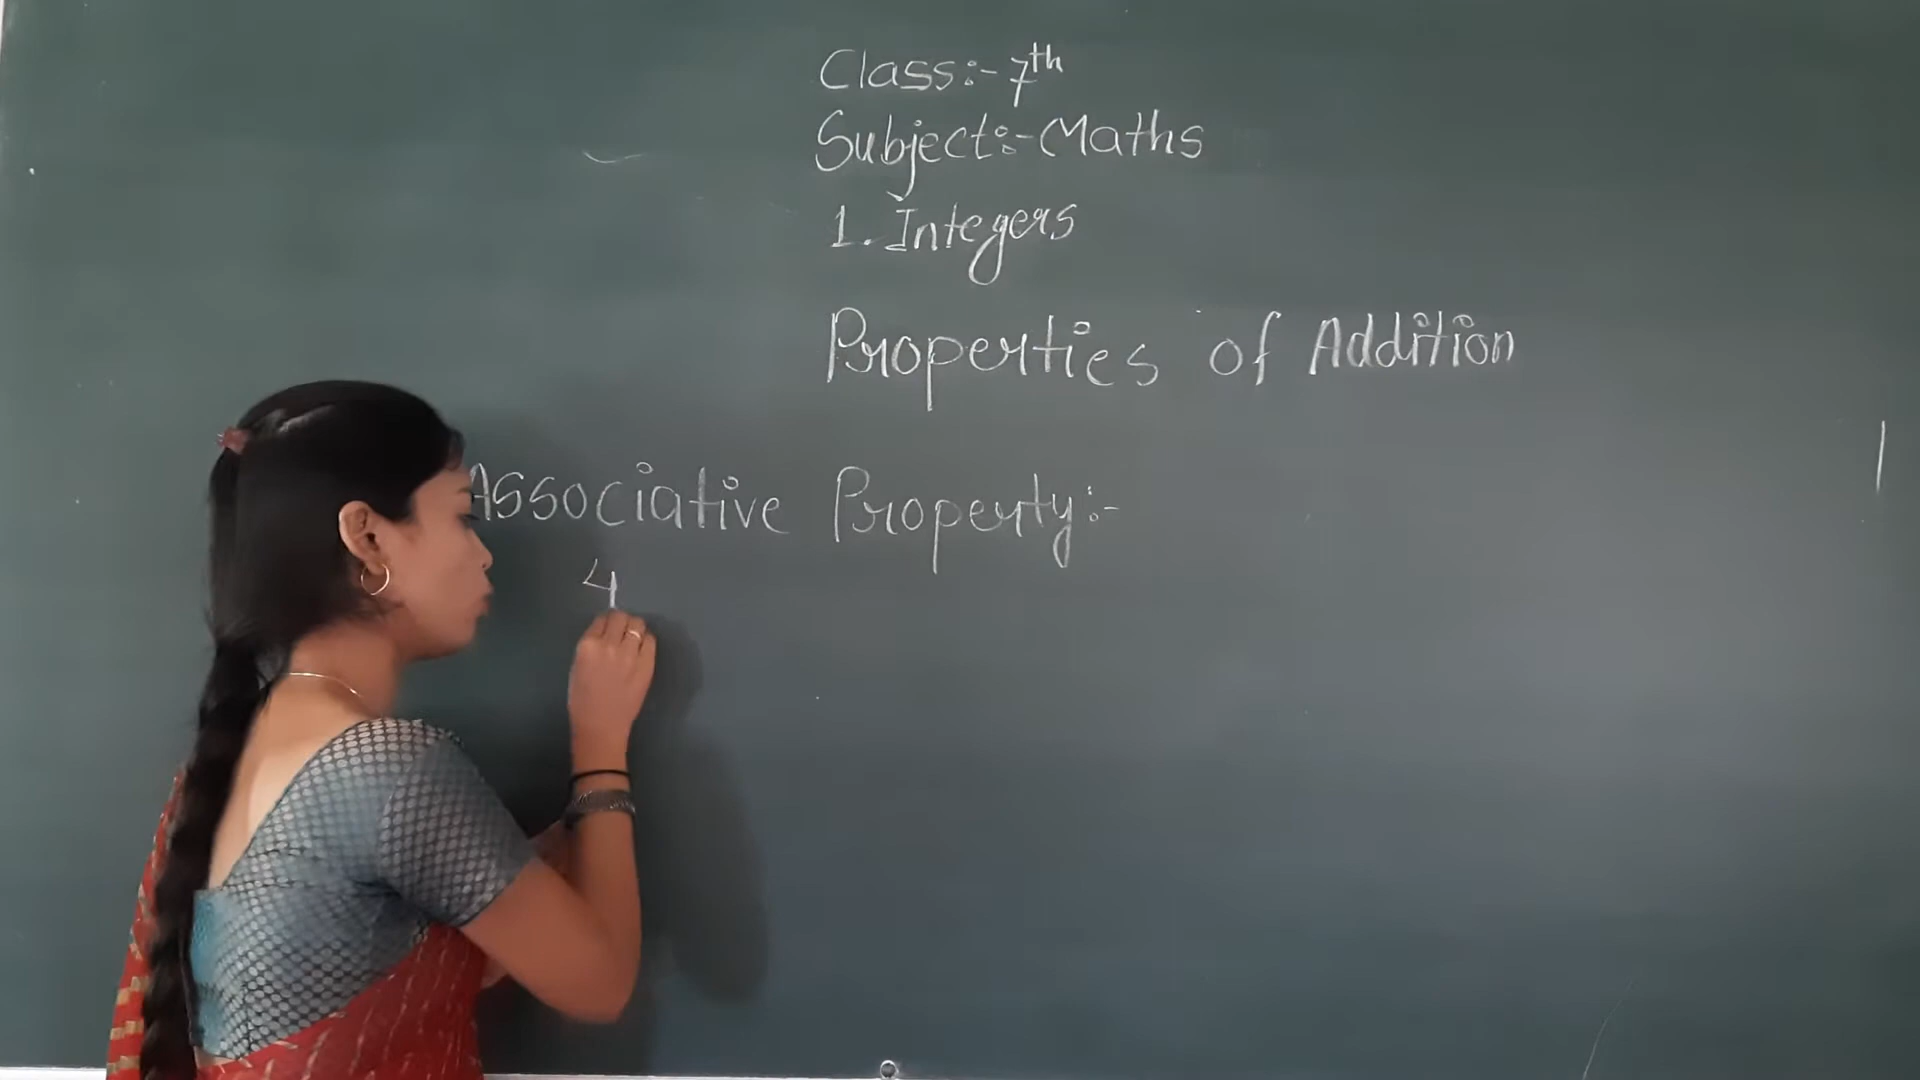 Class:- 7th
Subject:- Maths
1. Integers
Properties of Addition
Associative Property:-
4